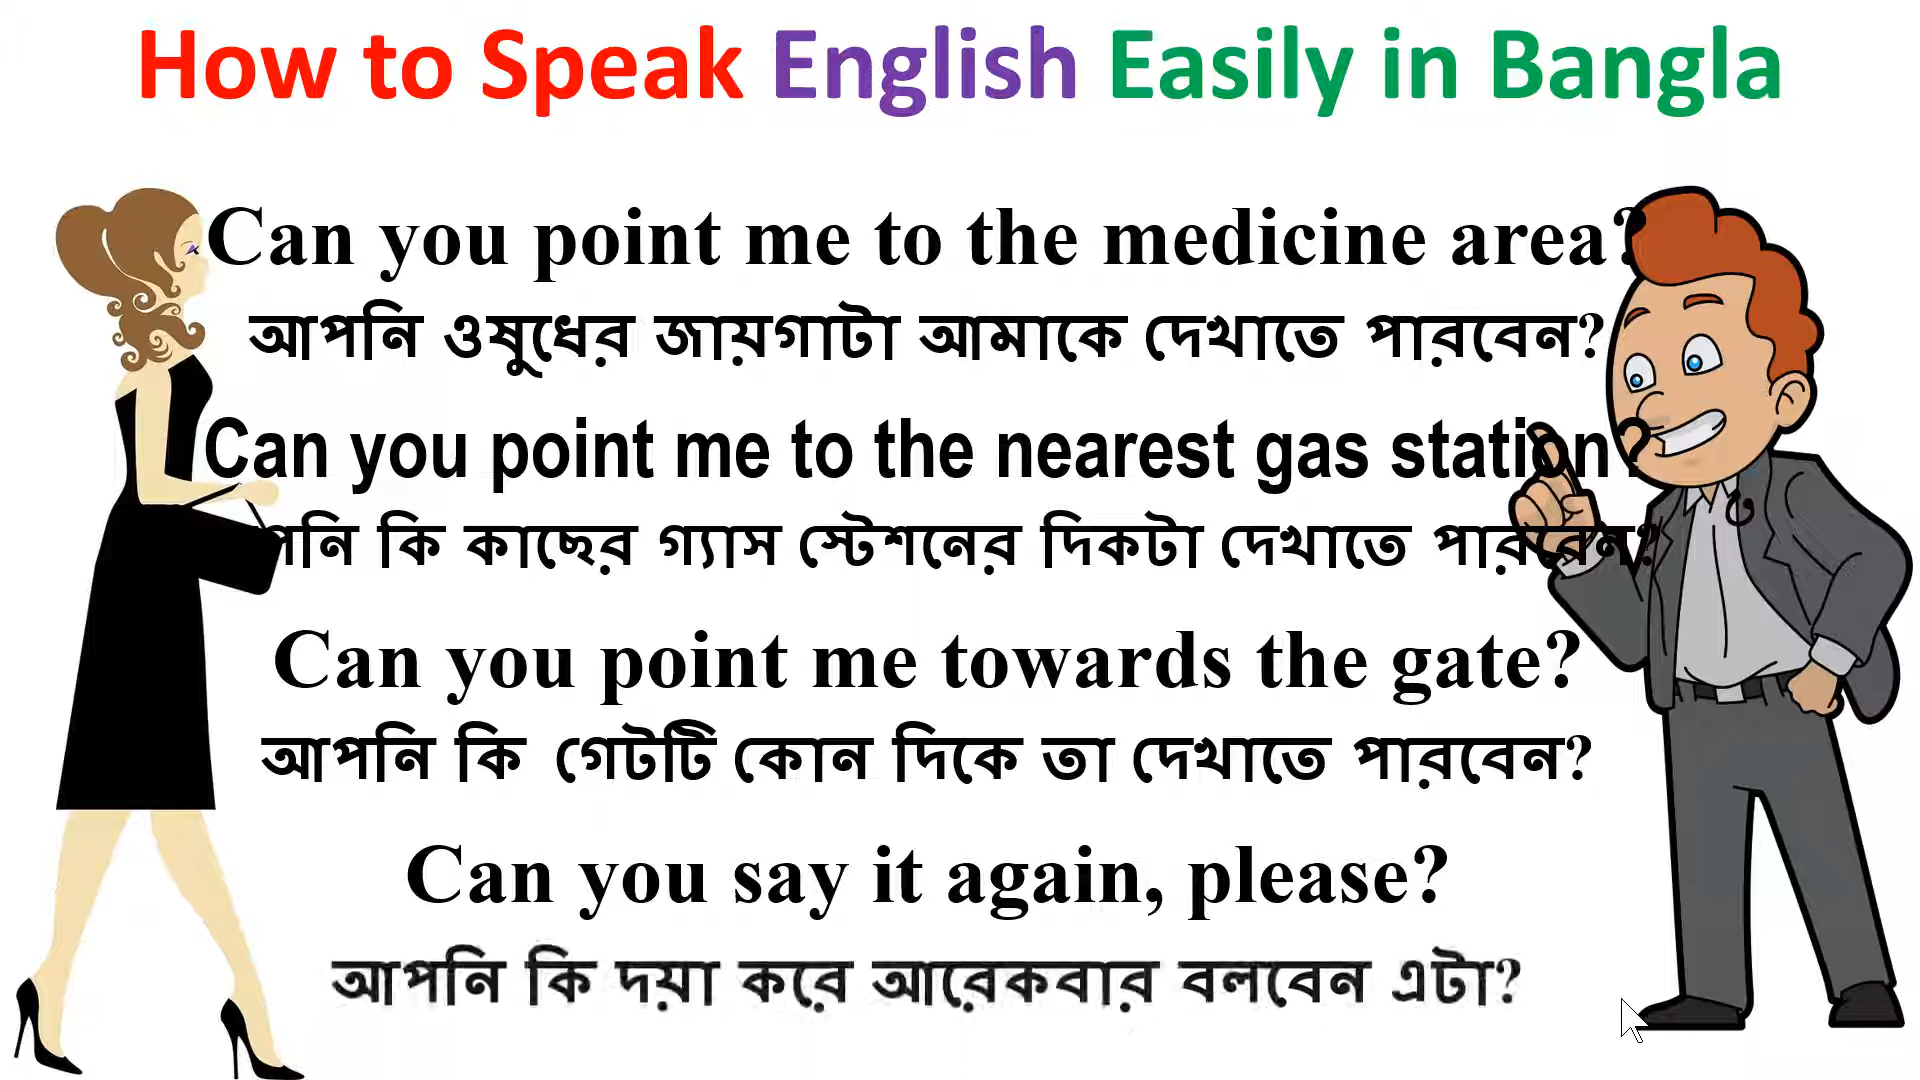 How to Speak English Easily in Bangla
Can you point me to the medicine area?
আপনি ওষুধের জায়গাটা আমাকে দেখাতে পারবেন?
Can you point me to the nearest gas station?
কি কাছের গ্যাস স্টেশনের দিকটা দেখাতে পারবেন?
Can you point me towards the gate?
আপনি কি গেটটি কোন দিকে তা দেখাতে পারবেন?
Can you say it again, please?
আপনি কি দয়া করে আরেকবার বলবেন এটা?